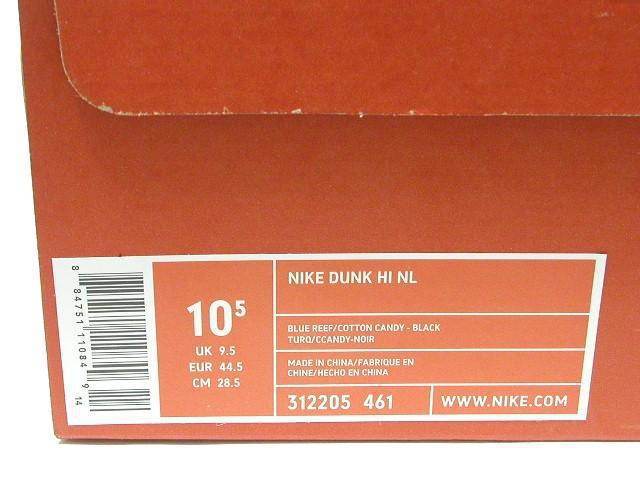 8 84751 11084 9 14
10 5
UK 9.5
EUR 44.5
CM 28.5
NIKE DUNK HI NL
BLUE REEF/COTTON CANDY - BLACK
TURQ/CCANDY-NOIR
MADE IN CHINA/FABRIQUE EN
CHINE/HECHO EN CHINA
312205 461
WWW.NIKE.COM